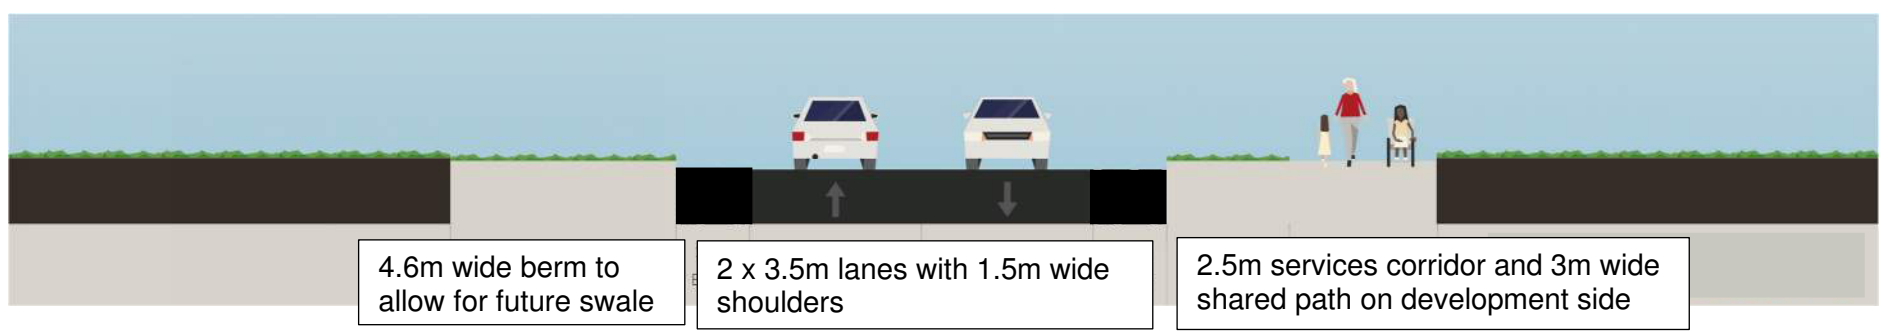 4.6m wide berm to
allow for future swale
2 x 3.5m lanes with 1.5m wide
shoulders
2.5m services corridor and 3m wide
shared path on development side